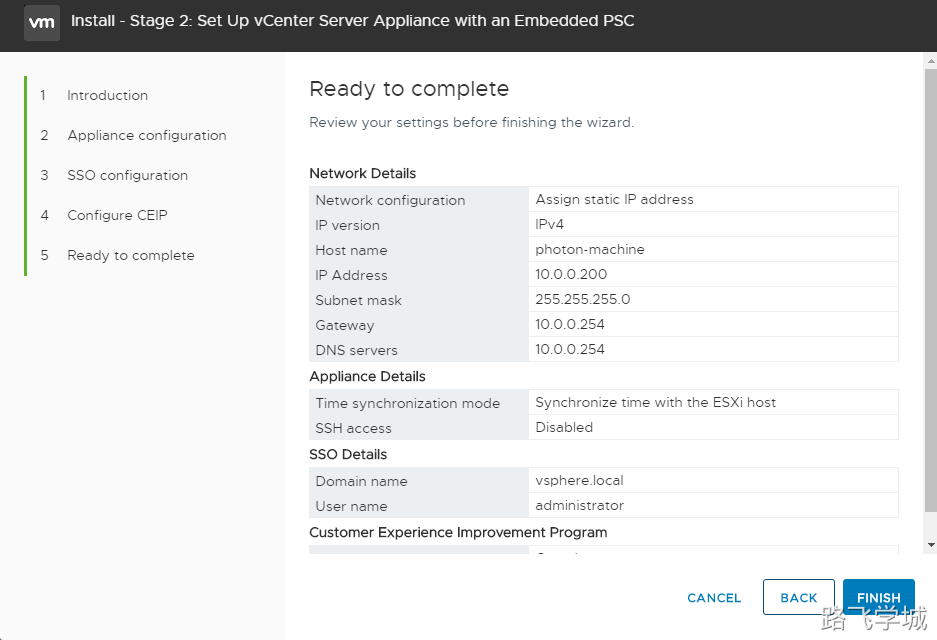 vm Install - Stage 2: Set Up vCenter Server Appliance with an Embedded PSC
1 Introduction
2 Appliance configuration
3 SSO configuration
4 Configure CEIP
5 Ready to complete
Ready to complete
Review your settings before finishing the wizard.
Network Details
Network configuration Assign static IP address
IP version IPv4
Host name photon-machine
IP Address 10.0.0.200
Subnet mask 255.255.255.0
Gateway 10.0.0.254
DNS servers 10.0.0.254
Appliance Details
Time synchronization mode Synchronize time with the ESXi host
SSH access Disabled
SSO Details
Domain name vsphere.local
User name administrator
Customer Experience Improvement Program
CANCEL BACK FINISH
路飞学城